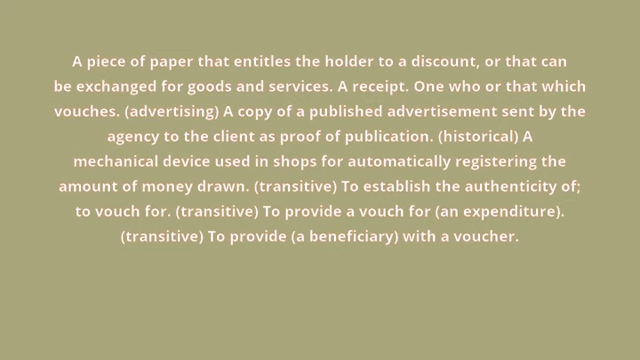 A piece of paper that entitles the holder to a discount, or that can
be exchanged for goods and services. A receipt. One who or that which
vouches. (advertising) A copy of a published advertisement sent by the
agency to the client as proof of publication. (historical) A
mechanical device used in shops for automatically registering the
amount of money drawn. (transitive) To establish the authenticity of;
to vouch for. (transitive) To provide a vouch for (an expenditure).
(transitive) To provide (a beneficiary) with a voucher.